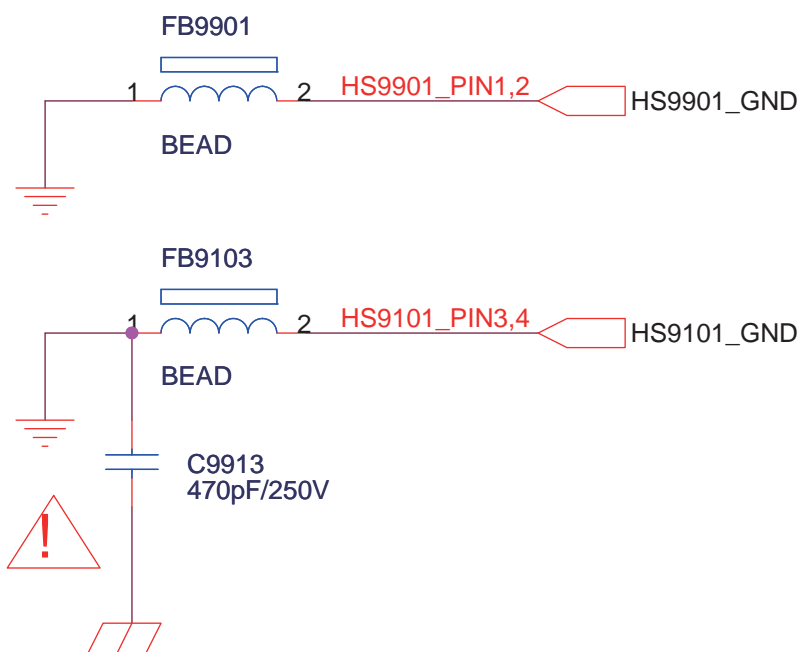 FB9901
1 2 HS9901_PIN1,2 HS9901_GND
BEAD
FB9103
1 2 HS9101_PIN3,4 HS9101_GND
BEAD
C9913
470pF/250V
!